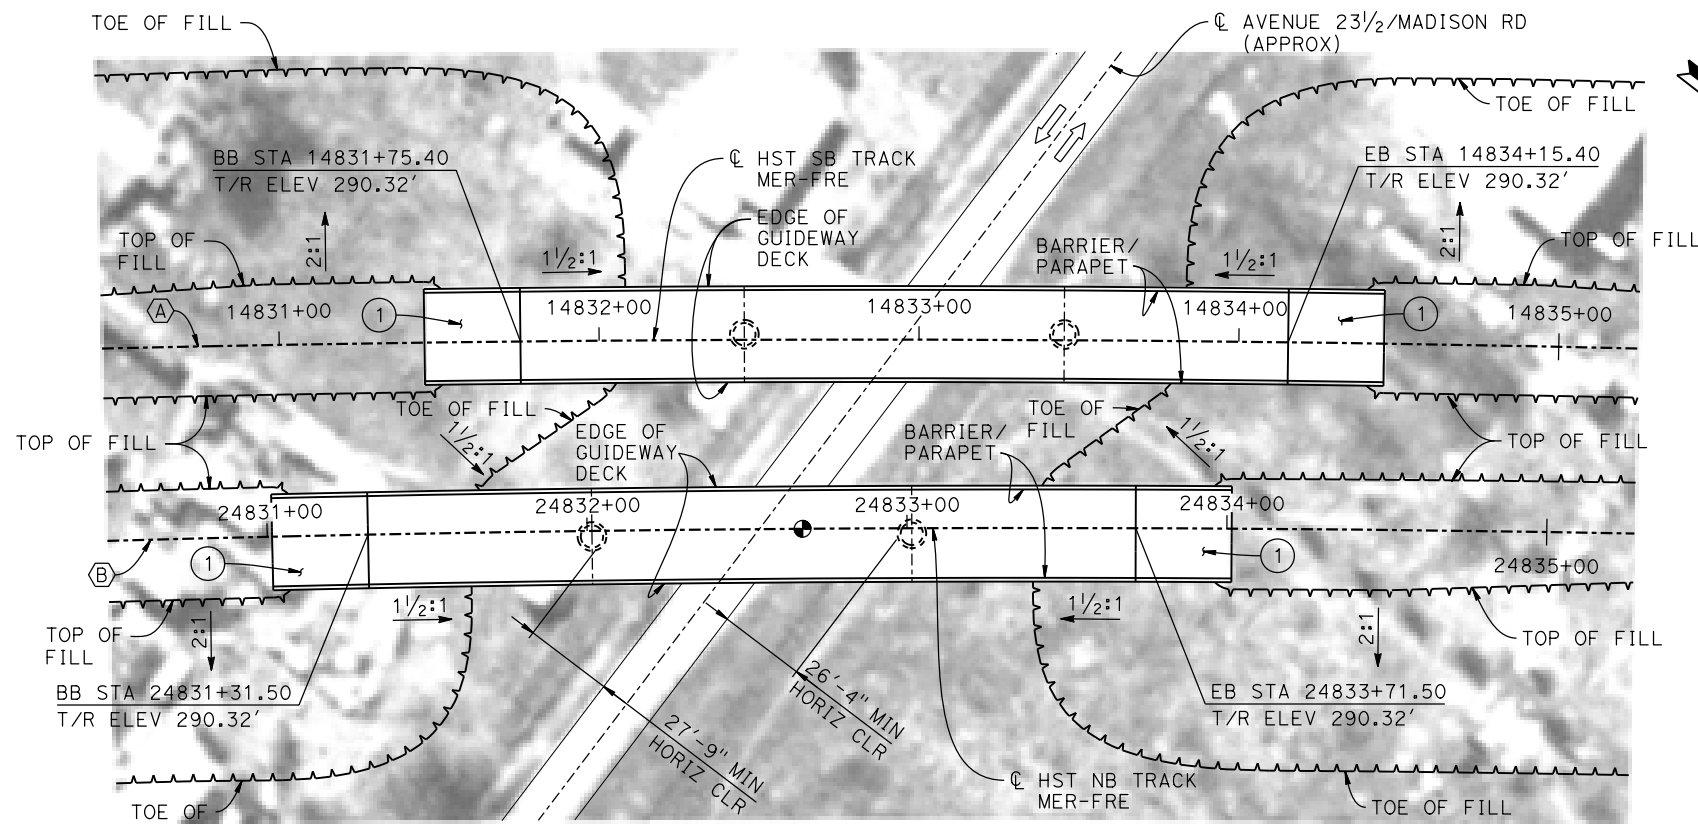 TOE OF FILL
℄ AVENUE 23½/MADISON RD
(APPROX)
TOE OF FILL
BB STA 14831+75.40
T/R ELEV 290.32'
℄ HST SB TRACK
MER-FRE
EB STA 14834+15.40
T/R ELEV 290.32'
2:1
TOP OF
FILL
1½:1
EDGE OF
GUIDEWAY
DECK
BARRIER/
PARAPET
1½:1
2:1
TOP OF FILL
A
14831+00
1
14832+00
14833+00
14834+00
1
14835+00
TOE OF FILL
1½:1
TOP OF FILL
EDGE OF
GUIDEWAY
DECK
BARRIER/
PARAPET
TOE OF
FILL
1½:1
TOP OF FILL
24831+00
24832+00
24833+00
24834+00
B
1
1
24835+00
1½:1
1½:1
TOP OF
FILL
2:1
2:1
TOP OF FILL
BB STA 24831+31.50
T/R ELEV 290.32'
26'-4" MIN
HORIZ CLR
27'-9" MIN
HORIZ CLR
EB STA 24833+71.50
T/R ELEV 290.32'
℄ HST NB TRACK
MER-FRE
TOE OF
TOE OF FILL